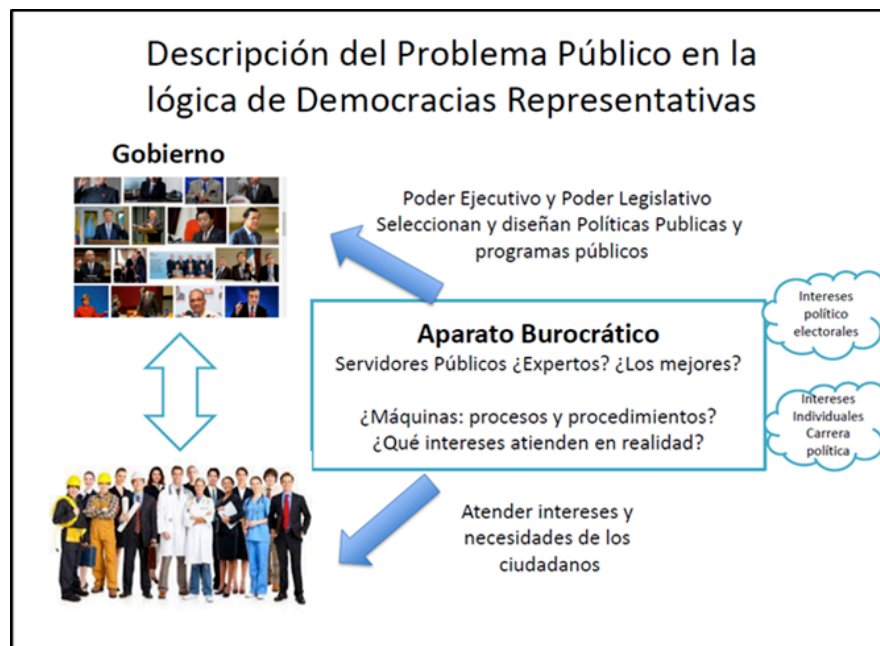 Descripción del Problema Público en la
lógica de Democracias Representativas
Gobierno
Poder Ejecutivo y Poder Legislativo
Seleccionan y diseñan Políticas Publicas y
programas públicos
Aparato Burocrático
Servidores Públicos ¿Expertos? ¿Los mejores?
¿Máquinas: procesos y procedimientos?
¿Qué intereses atienden en realidad?
Intereses
político
electorales
Intereses
Individuales
Carrera
política
Atender intereses y
necesidades de los
ciudadanos